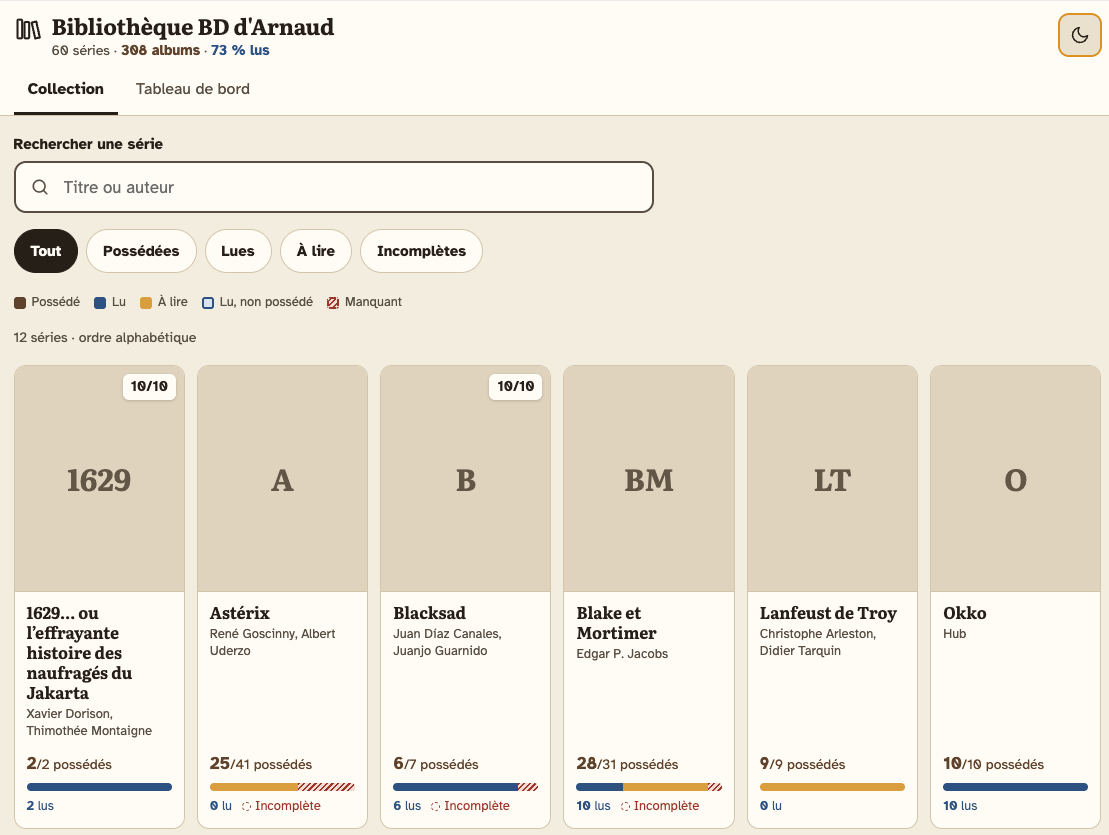 Bibliothèque BD d'Arnaud
60 séries · 308 albums · 73 % lus
Collection
Tableau de bord
Rechercher une série
Titre ou auteur
Tout
Possédées
Lues
À lire
Incomplètes
Possédé
Lu
À lire
Lu, non possédé
Manquant
12 séries · ordre alphabétique
10/10
1629
1629… ou
l’effrayante
histoire des
naufragés du
Jakarta
Xavier Dorison,
Thimothée Montaigne
2/2 possédés
2 lus
A
Astérix
René Goscinny, Albert
Uderzo
25/41 possédés
0 lu
Incomplète
10/10
B
Blacksad
Juan Díaz Canales,
Juanjo Guarnido
6/7 possédés
6 lus
Incomplète
BM
Blake et
Mortimer
Edgar P. Jacobs
28/31 possédés
10 lus
Incomplète
LT
Lanfeust de Troy
Christophe Arleston,
Didier Tarquin
9/9 possédés
0 lu
O
Okko
Hub
10/10 possédés
10 lus